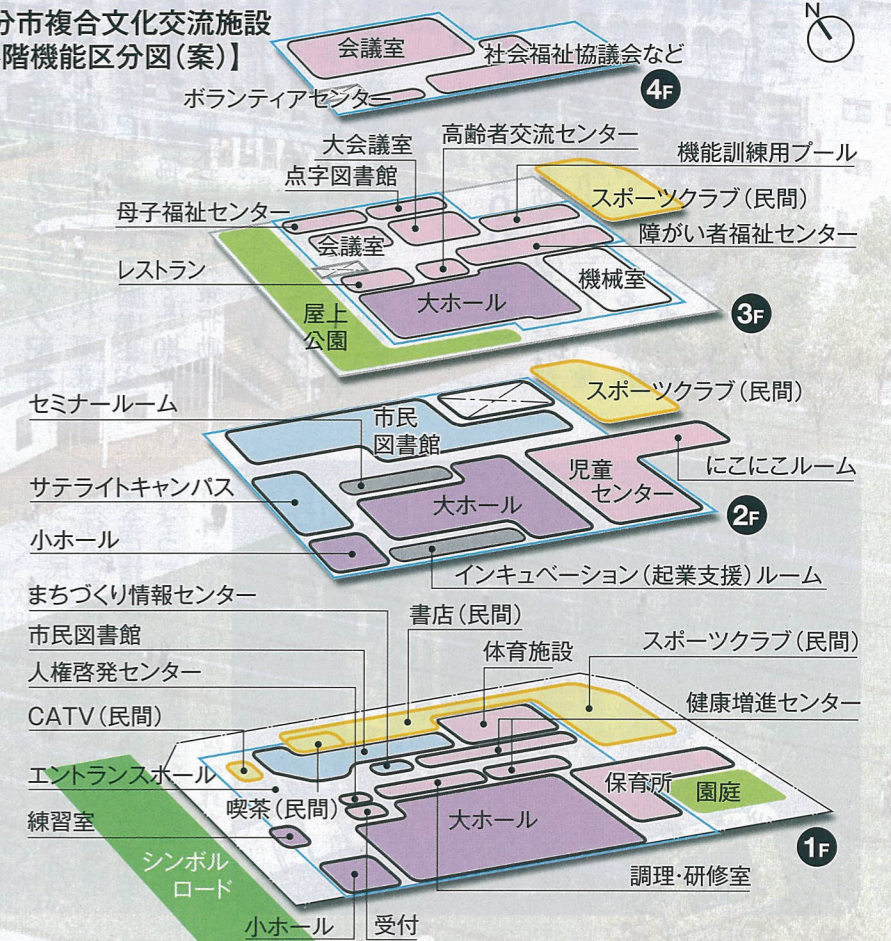 分市複合文化交流施設
階機能区分図(案)】
N
会議室
社会福祉協議会など
ボランティアセンター
4F
大会議室
高齢者交流センター
点字図書館
機能訓練用プール
スポーツクラブ(民間)
母子福祉センター
会議室
障がい者福祉センター
レストラン
機械室
大ホール
屋上
公園
3F
スポーツクラブ(民間)
セミナールーム
市民
図書館
にこにこルーム
児童
センター
サテライトキャンパス
大ホール
2F
小ホール
インキュベーション(起業支援)ルーム
まちづくり情報センター
書店(民間)
市民図書館
体育施設
スポーツクラブ(民間)
人権啓発センター
健康増進センター
CATV(民間)
エントランスホール
保育所
園庭
喫茶(民間)
練習室
大ホール
1F
シンボル
ロード
調理・研修室
小ホール
受付